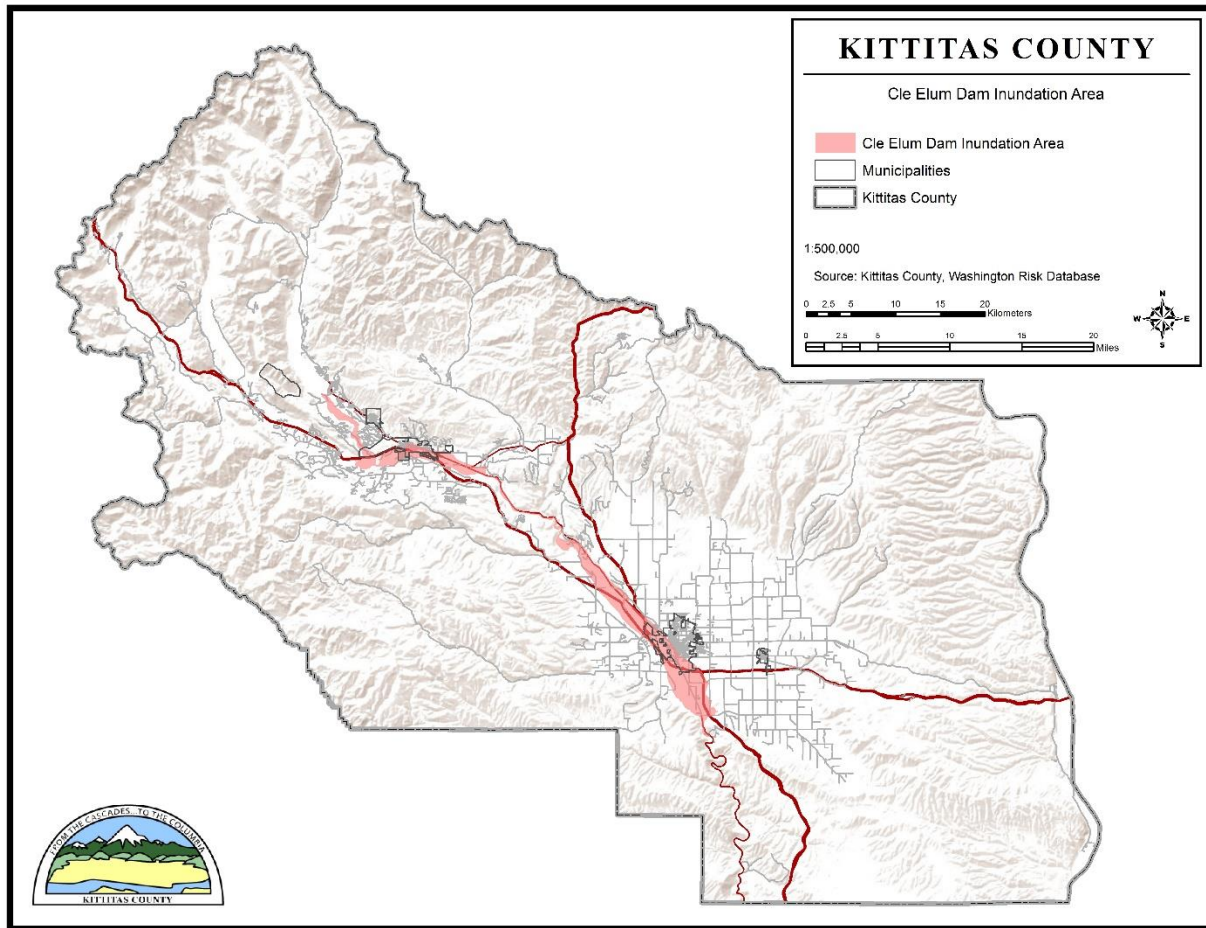 KITTITAS COUNTY
Cle Elum Dam Inundation Area
Cle Elum Dam Inundation Area
Municipalities
Kittitas County
1:500,000
Source: Kittitas County, Washington Risk Database
0 2.5 5 10 15 20
Kilometers
0 2.5 5 10 15 20
Miles
N
W E
S
FROM THE CASCADES...TO THE COLUMBIA
KITTITAS COUNTY